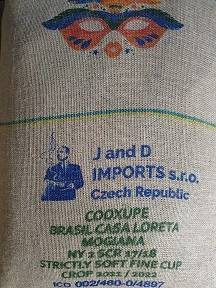 J and D
IMPORTS s.r.o.
Czech Republic
COOXUPE
BRASIL CASA LORETA
MOGIANA
NY 2 SCR 17/18
STRICTLY SOFT FINE CUP
CROP 2021 / 2022
ICO 002/460-0/4897